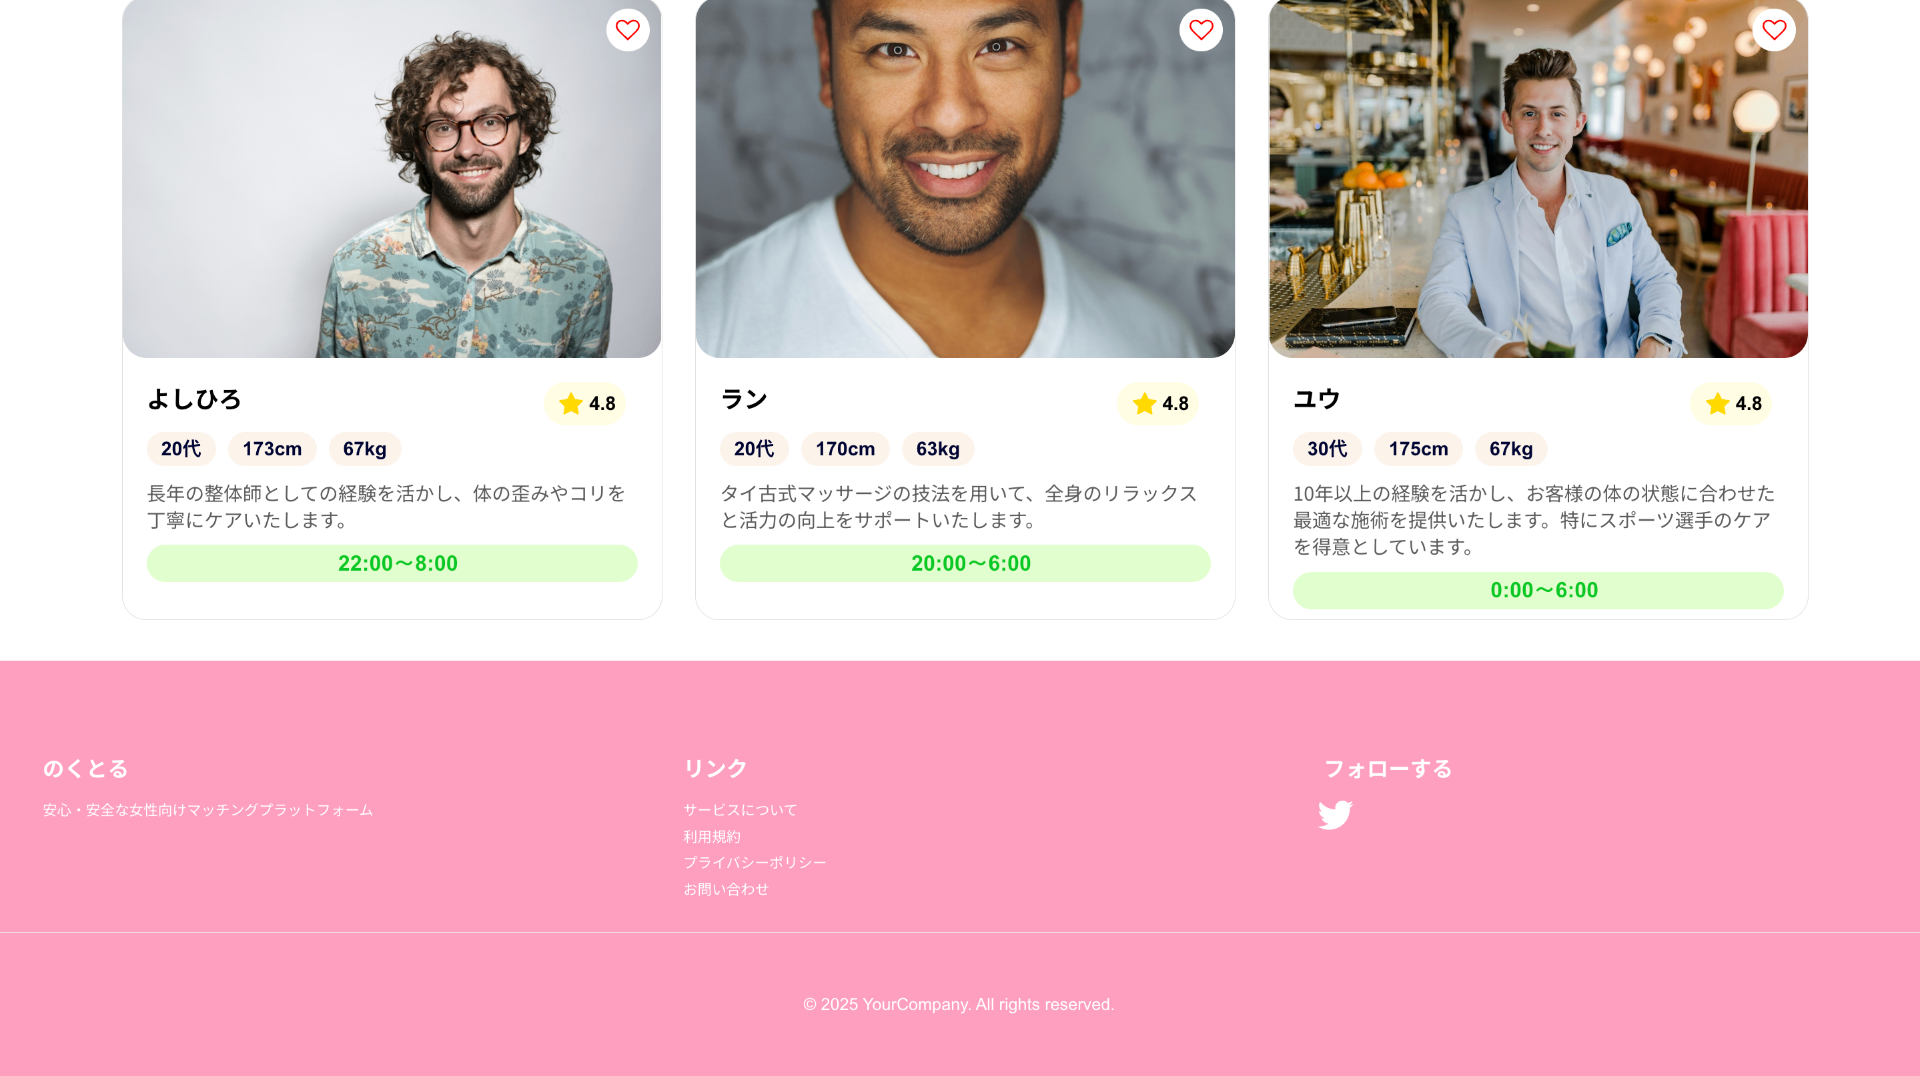 よしひろ
4.8
20代 173cm 67kg
長年の整体師としての経験を活かし、体の歪みやコリを
丁寧にケアいたします。
22:00〜8:00
ラン
4.8
20代 170cm 63kg
タイ古式マッサージの技法を用いて、全身のリラックス
と活力の向上をサポートいたします。
20:00〜6:00
ユウ
4.8
30代 175cm 67kg
10年以上の経験を活かし、お客様の体の状態に合わせた
最適な施術を提供いたします。特にスポーツ選手のケア
を得意としています。
0:00〜6:00
のくとる
安心・安全な女性向けマッチングプラットフォーム
リンク
サービスについて
利用規約
プライバシーポリシー
お問い合わせ
フォローする
© 2025 YourCompany. All rights reserved.